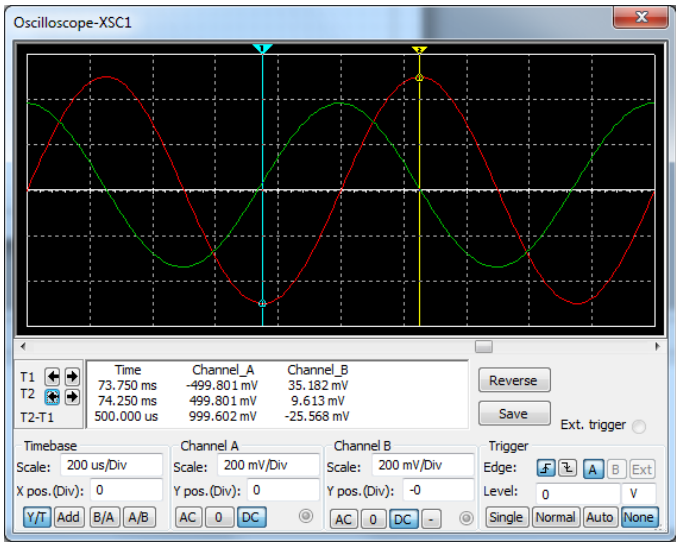 Oscilloscope-XSC1
x
1
2
T1
T2
T2-T1
Time Channel_A Channel_B
73.750 ms -499.801 mV 35.182 mV
74.250 ms 499.801 mV 9.613 mV
500.000 us 999.602 mV -25.568 mV
Reverse
Save
Ext. trigger
Timebase
Scale: 200 us/Div
X pos.(Div): 0
Y/T Add B/A A/B
Channel A
Scale: 200 mV/Div
Y pos.(Div): 0
AC 0 DC
Channel B
Scale: 200 mV/Div
Y pos.(Div): -0
AC 0 DC -
Trigger
Edge: A B Ext
Level: 0 V
Single Normal Auto None